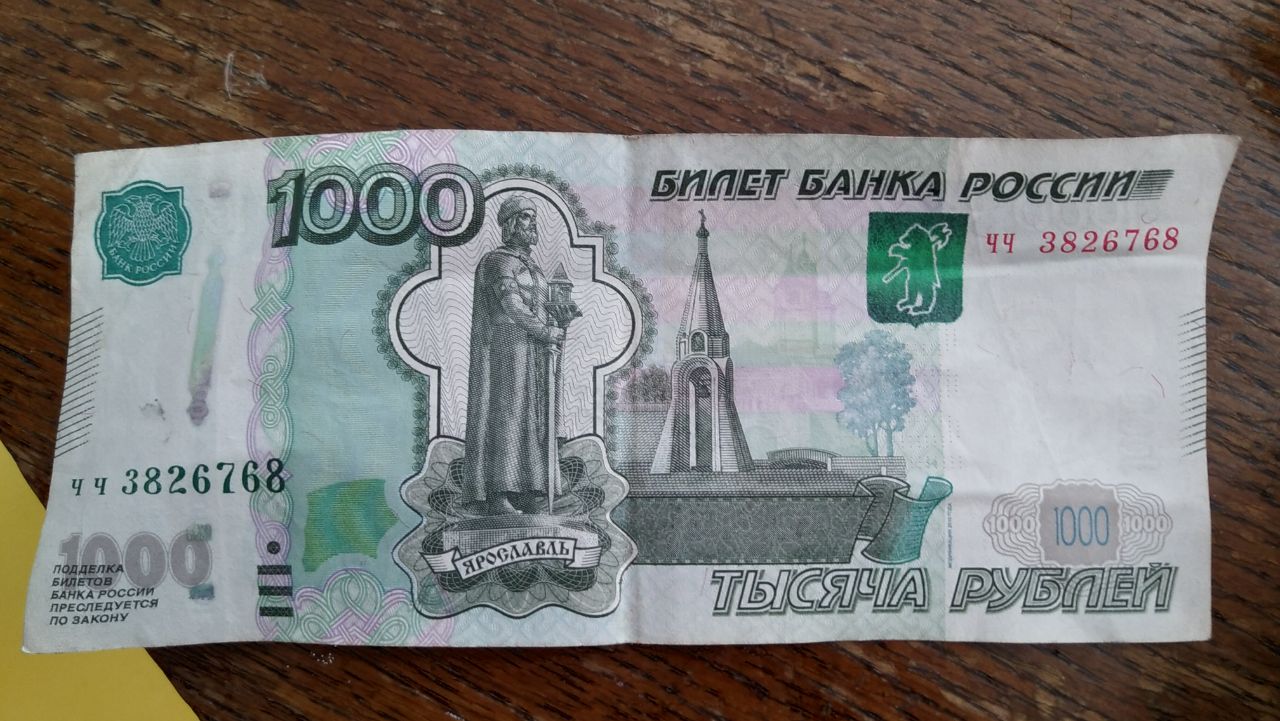 БАНК РОССИИ
1000
БИЛЕТ БАНКА РОССИИ
чч 3826768
чч 3826768
ЯРОСЛАВЛЬ
1000
ПОДДЕЛКА
БИЛЕТОВ
БАНКА РОССИИ
ПРЕСЛЕДУЕТСЯ
ПО ЗАКОНУ
1000 1000 1000
ТЫСЯЧА РУБЛЕЙ